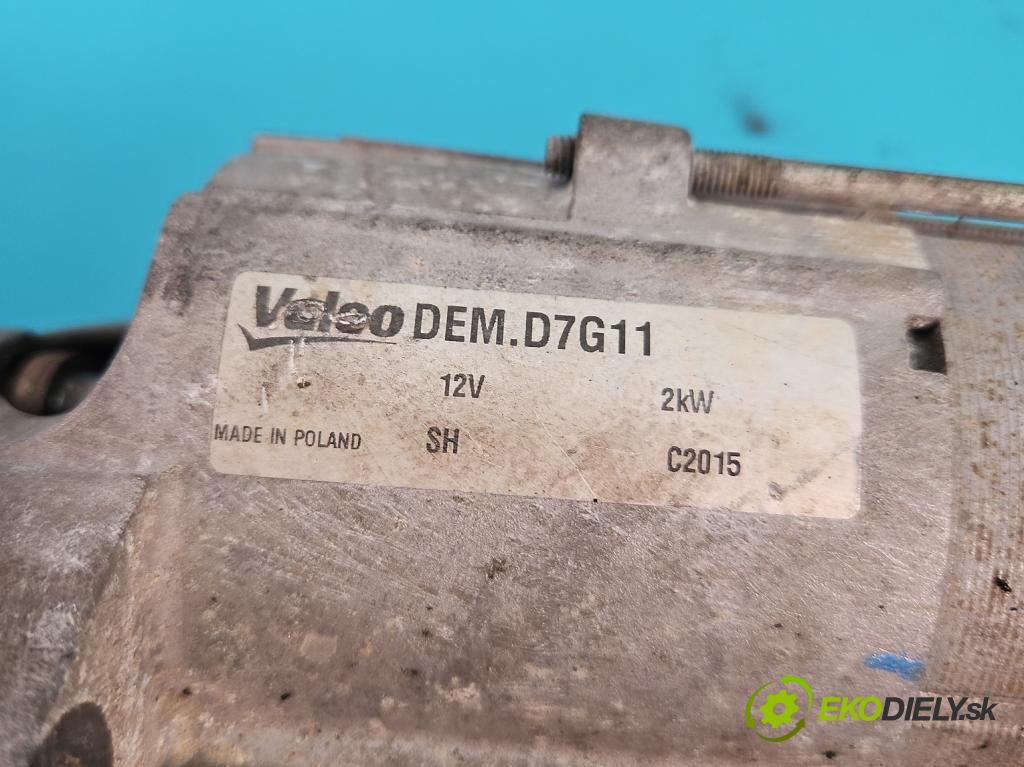 Valeo DEM.D7G11
12V 2kW
MADE IN POLAND SH C2015
EKODIELY.sk